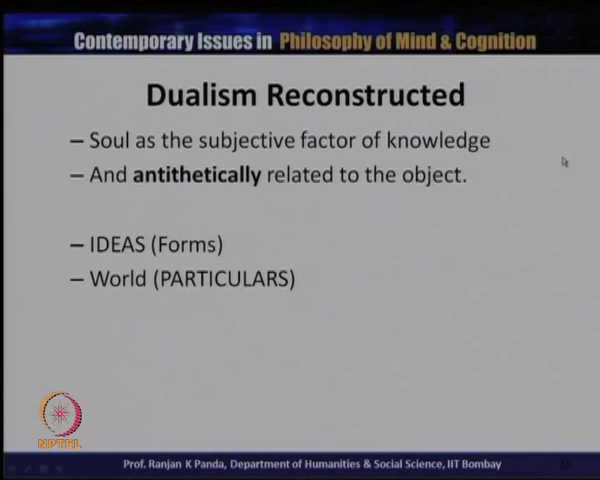 Contemporary Issues in Philosophy of Mind & Cognition
Dualism Reconstructed
– Soul as the subjective factor of knowledge
– And antithetically related to the object.
– IDEAS (Forms)
– World (PARTICULARS)
NPTEL
Prof. Ranjan K Panda, Department of Humanities & Social Science, IIT Bombay